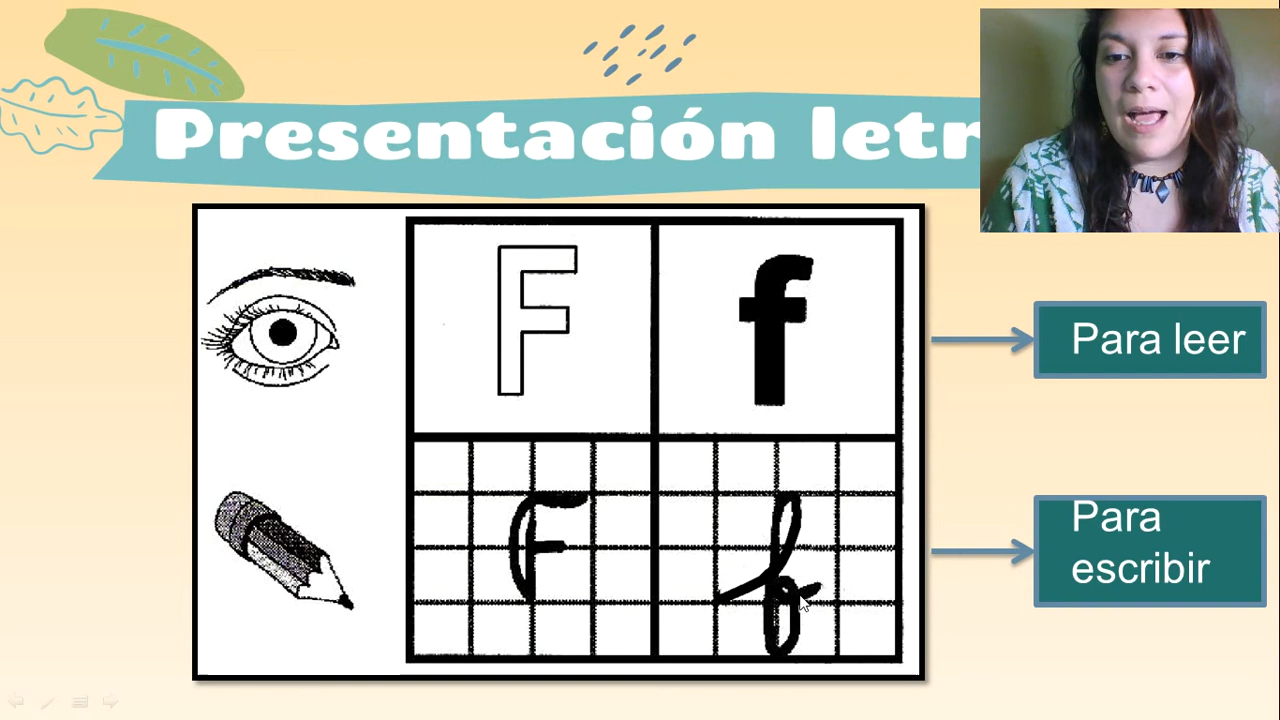 Presentación letr
F f
Para leer
F f
Para
escribir